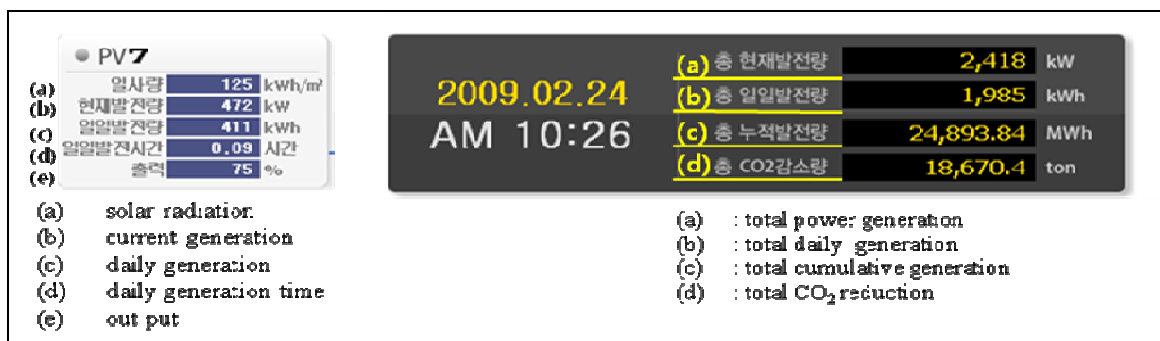 PV7
(a) 일사량 125 kWh/㎡
(b) 현재발전량 472 kW
(c) 일일발전량 411 kWh
(d) 일일발전시간 0.09 시간
(e) 출력 75 %
(a) solar radiation
(b) current generation
(c) daily generation
(d) daily generation time
(e) out put
2009.02.24
AM 10:26
(a) 총 현재발전량 2,418 kW
(b) 총 일일발전량 1,985 kWh
(c) 총 누적발전량 24,893.84 MWh
(d) 총 CO2감소량 18,670.4 ton
(a) : total power generation
(b) : total daily generation
(c) : total cumulative generation
(d) : total CO₂ reduction